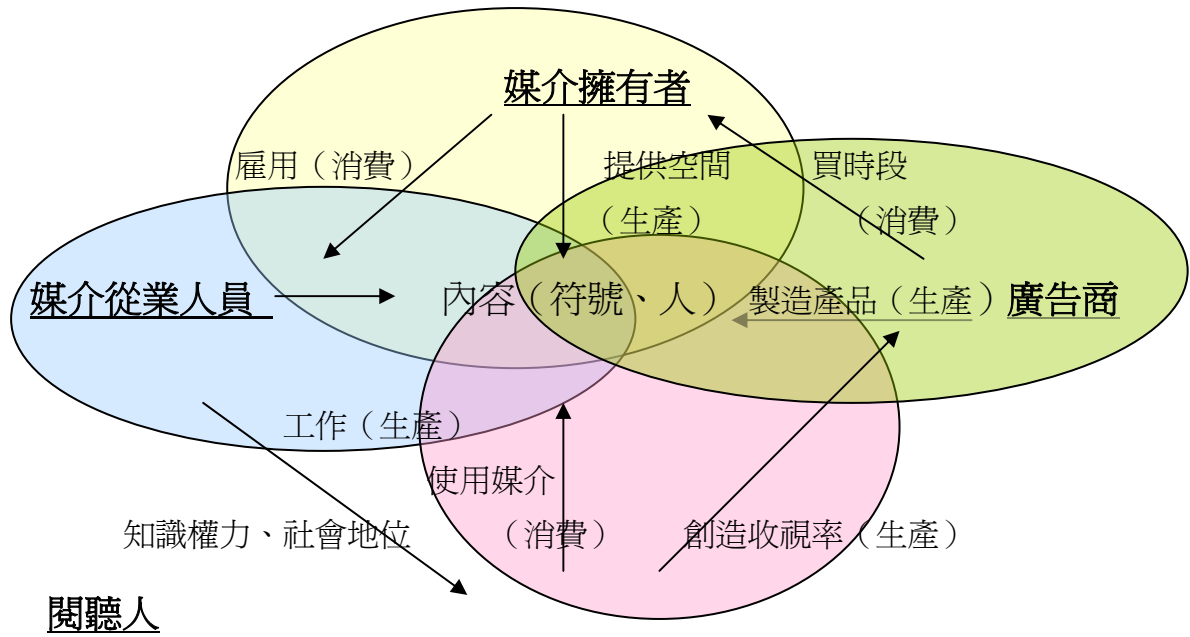 媒介擁有者
雇用（消費） 提供空間 買時段
（生產） （消費）
媒介從業人員 內容（符號、人） 製造產品（生產）廣告商
工作（生產）
使用媒介
知識權力、社會地位 （消費） 創造收視率（生產）
閱聽人